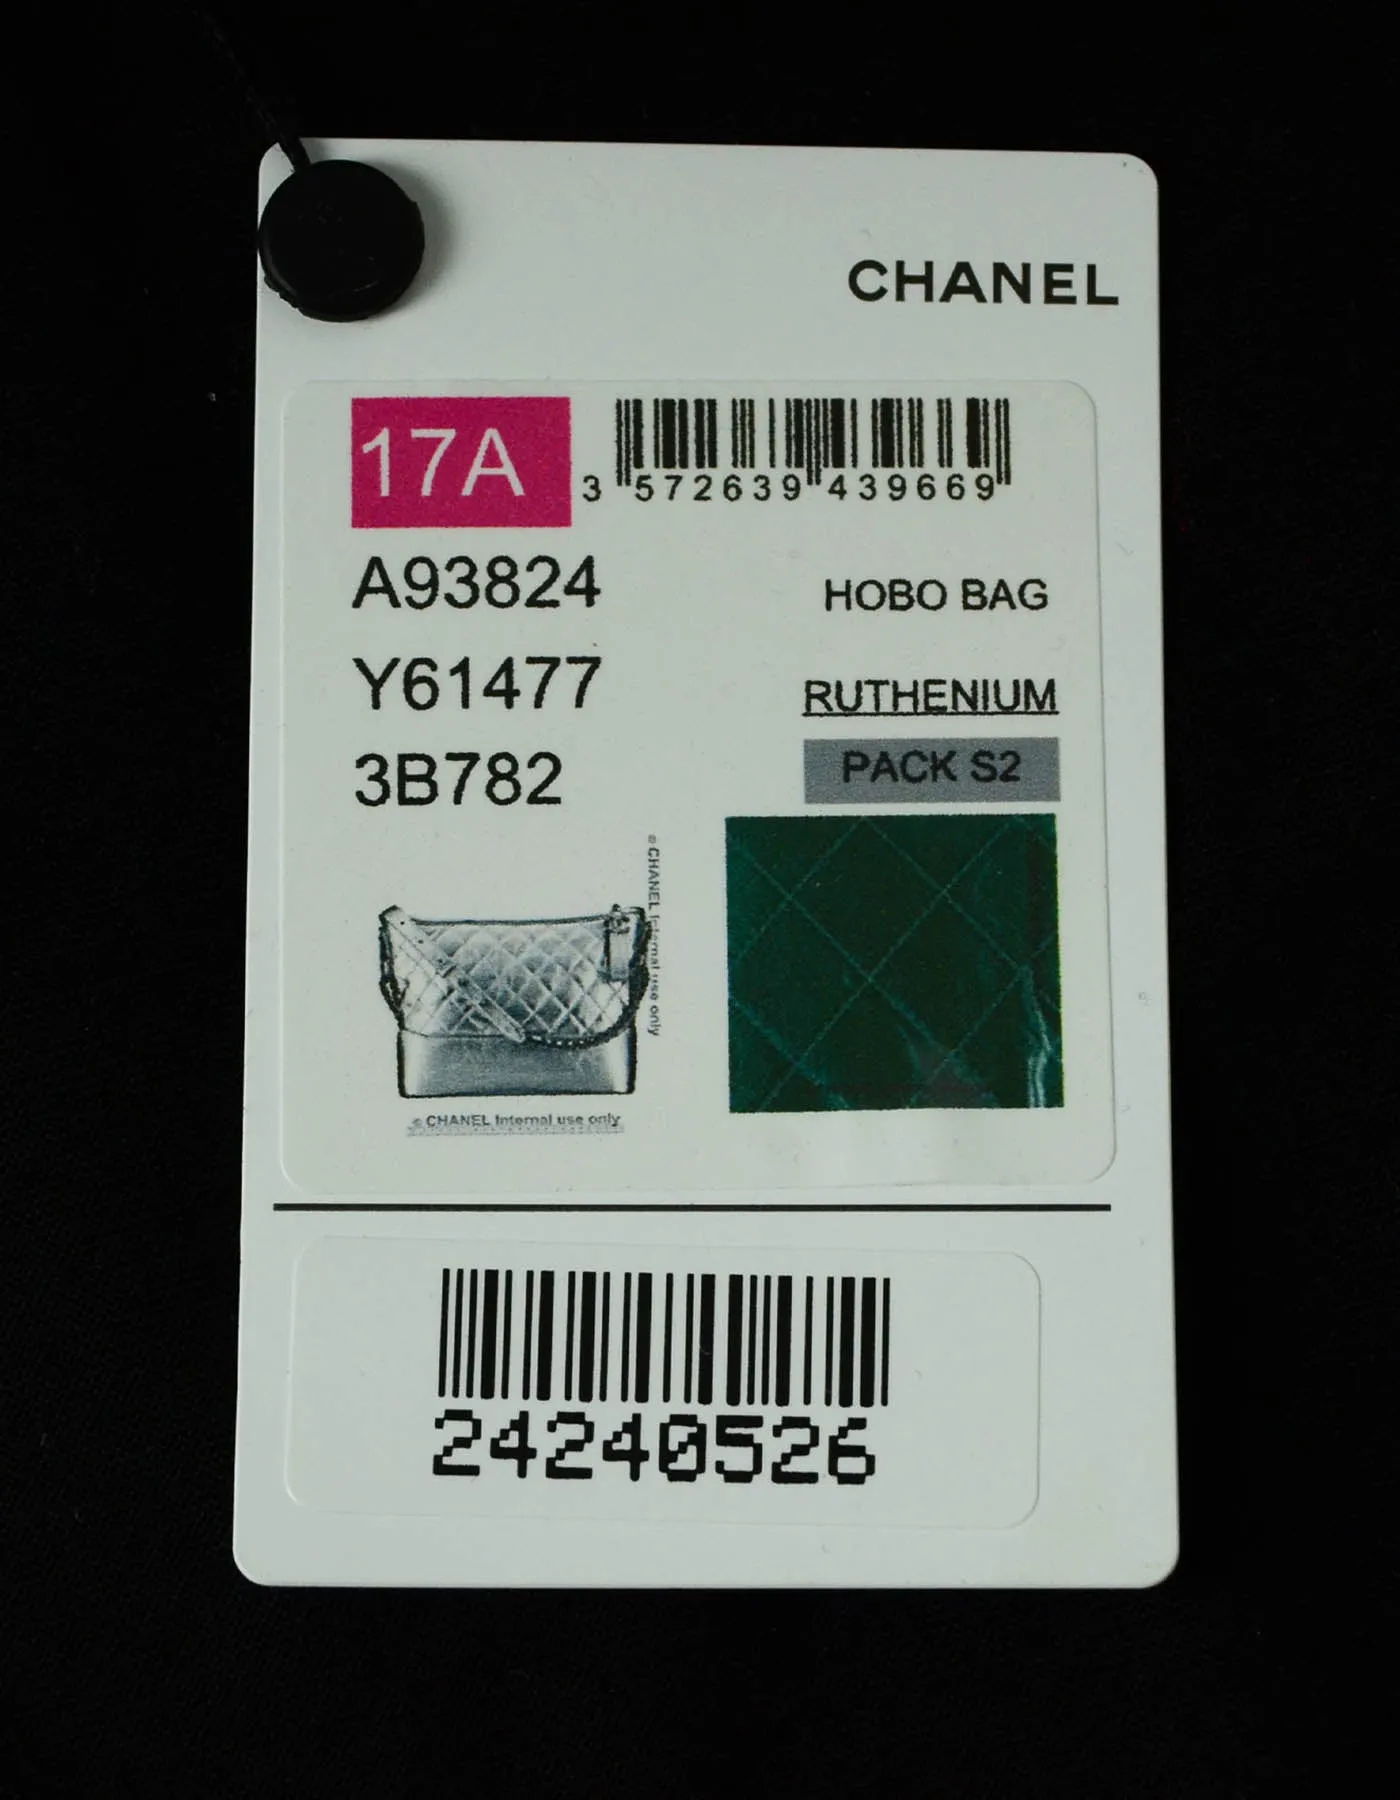 CHANEL
17A
3 572639 439669
A93824
HOBO BAG
Y61477
RUTHENIUM
3B782
PACK S2
© CHANEL Internal use only
© CHANEL Internal use only
24240526